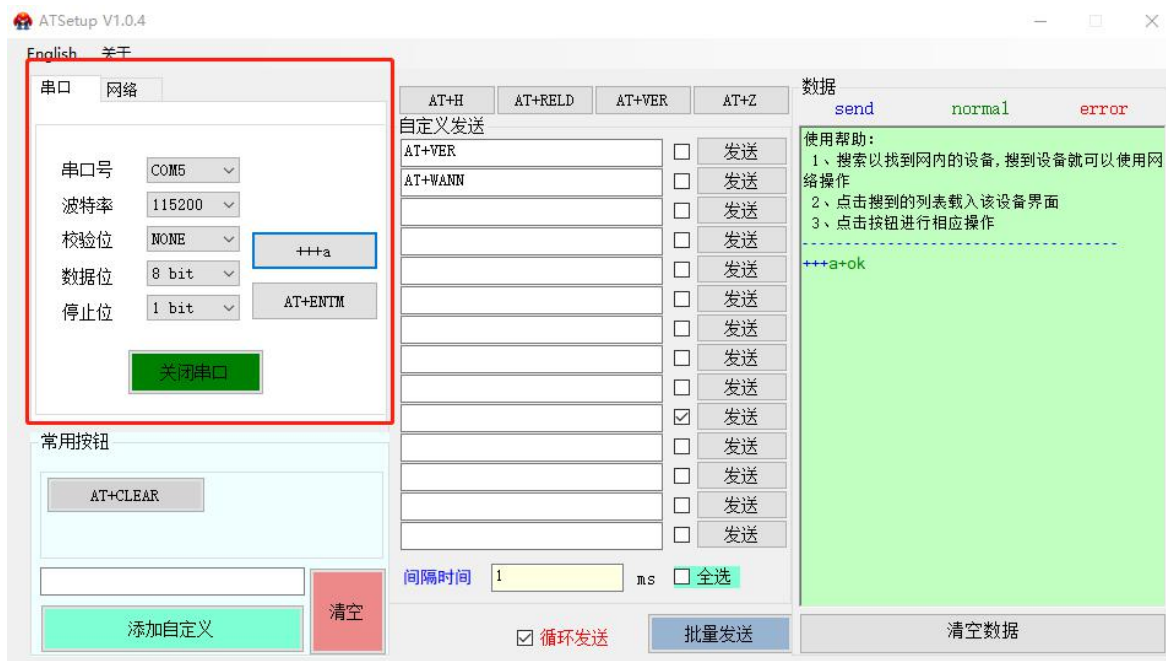 ATSetup V1.0.4
English 关于
串口 网络
串口号 COM5
波特率 115200
校验位 NONE
数据位 8 bit
停止位 1 bit
+++a
AT+ENTM
关闭串口
常用按钮
AT+CLEAR
添加自定义
清空
AT+H AT+RELD AT+VER AT+Z
自定义发送
AT+VER 发送
AT+WANN 发送
发送
发送
发送
发送
发送
发送
发送
发送
发送
发送
发送
发送
间隔时间 1 ms 全选
循环发送 批量发送
数据
send normal error
使用帮助:
1、搜索以找到网内的设备,搜到设备就可以使用网
络操作
2、点击搜到的列表载入该设备界面
3、点击按钮进行相应操作
+++a+ok
清空数据